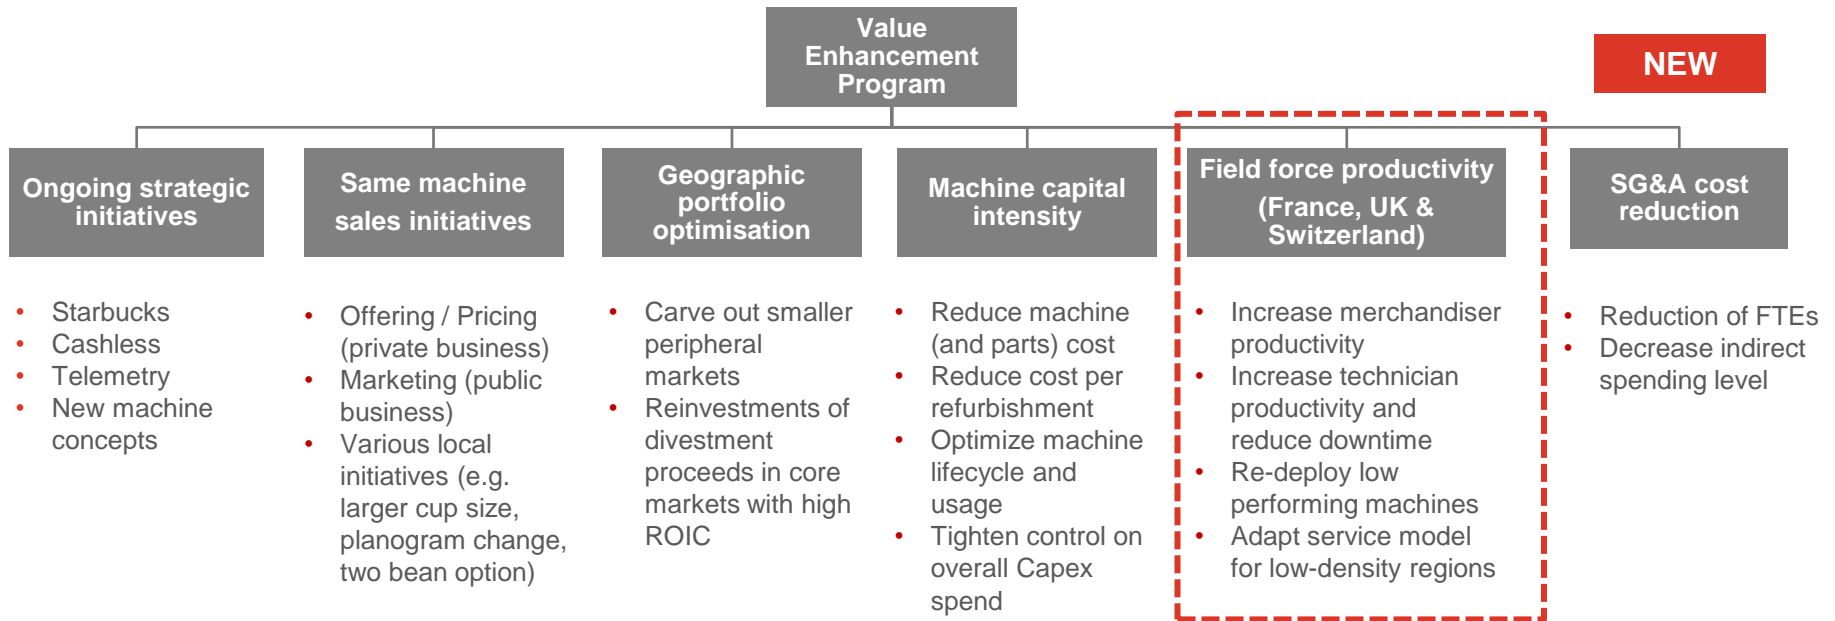 Value
Enhancement
Program
NEW
Ongoing strategic
initiatives
• Starbucks
• Cashless
• Telemetry
• New machine
concepts
Same machine
sales initiatives
• Offering / Pricing
(private business)
• Marketing (public
business)
• Various local
initiatives (e.g.
larger cup size,
planogram change,
two bean option)
Geographic
portfolio
optimisation
• Carve out smaller
peripheral
markets
• Reinvestments of
divestment
proceeds in core
markets with high
ROIC
Machine capital
intensity
• Reduce machine
(and parts) cost
• Reduce cost per
refurbishment
• Optimize machine
lifecycle and
usage
• Tighten control on
overall Capex
spend
Field force productivity
(France, UK &
Switzerland)
• Increase merchandiser
productivity
• Increase technician
productivity and
reduce downtime
• Re-deploy low
performing machines
• Adapt service model
for low-density regions
SG&A cost
reduction
• Reduction of FTEs
• Decrease indirect
spending level